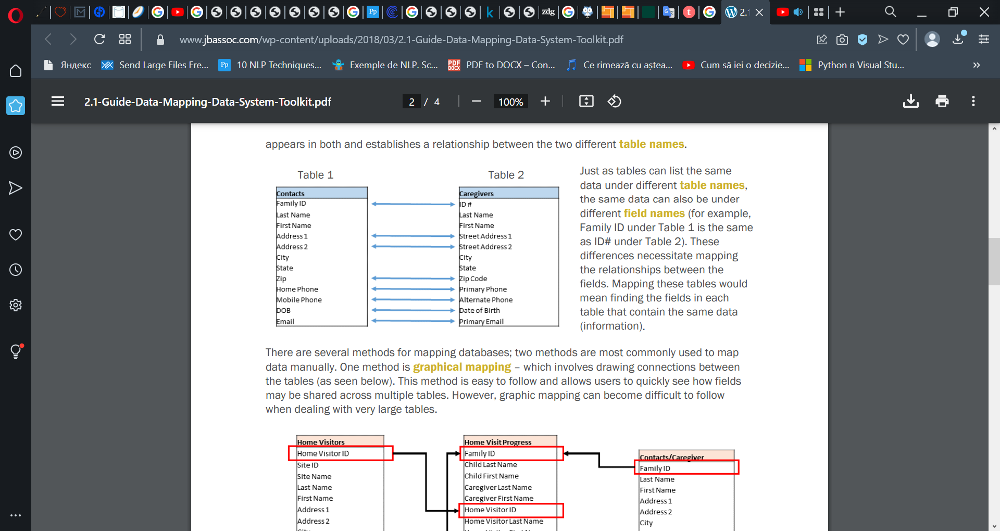 2.1
www.jbassoc.com/wp-content/uploads/2018/03/2.1-Guide-Data-Mapping-Data-System-Toolkit.pdf
Яндекс Send Large Files Fre... 10 NLP Techniques... Exemple de NLP. Sc... PDF to DOCX – Con... Ce rimează cu aștea... Cum să iei o decizie... Python в Visual Stu...
2.1-Guide-Data-Mapping-Data-System-Toolkit.pdf 2 / 4 100%
appears in both and establishes a relationship between the two different table names.
Table 1
Contacts
Family ID
Last Name
First Name
Address 1
Address 2
City
State
Zip
Home Phone
Mobile Phone
DOB
Email
Table 2
Caregivers
ID #
Last Name
First Name
Street Address 1
Street Address 2
City
State
Zip Code
Primary Phone
Alternate Phone
Date of Birth
Primary Email
Just as tables can list the same
data under different table names,
the same data can also be under
different field names (for example,
Family ID under Table 1 is the same
as ID# under Table 2). These
differences necessitate mapping
the relationships between the
fields. Mapping these tables would
mean finding the fields in each
table that contain the same data
(information).
There are several methods for mapping databases; two methods are most commonly used to map
data manually. One method is graphical mapping – which involves drawing connections between
the tables (as seen below). This method is easy to follow and allows users to quickly see how fields
may be shared across multiple tables. However, graphic mapping can become difficult to follow
when dealing with very large tables.
Home Visitors
Home Visitor ID
Site ID
Site Name
Last Name
First Name
Address 1
Address 2
Home Visit Progress
Family ID
Child Last Name
Child First Name
Caregiver Last Name
Caregiver First Name
Home Visitor ID
Home Visitor Last Name
Contacts/Caregiver
Family ID
Last Name
First Name
Address 1
Address 2
City